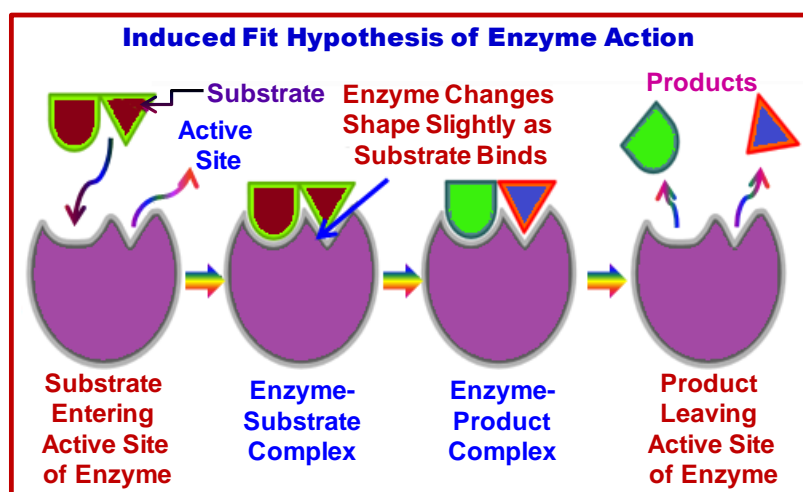 Induced Fit Hypothesis of Enzyme Action
Substrate
Active
Site
Enzyme Changes
Shape Slightly as
Substrate Binds
Products
Substrate
Entering
Active Site
of Enzyme
Enzyme-
Substrate
Complex
Enzyme-
Product
Complex
Product
Leaving
Active Site
of Enzyme